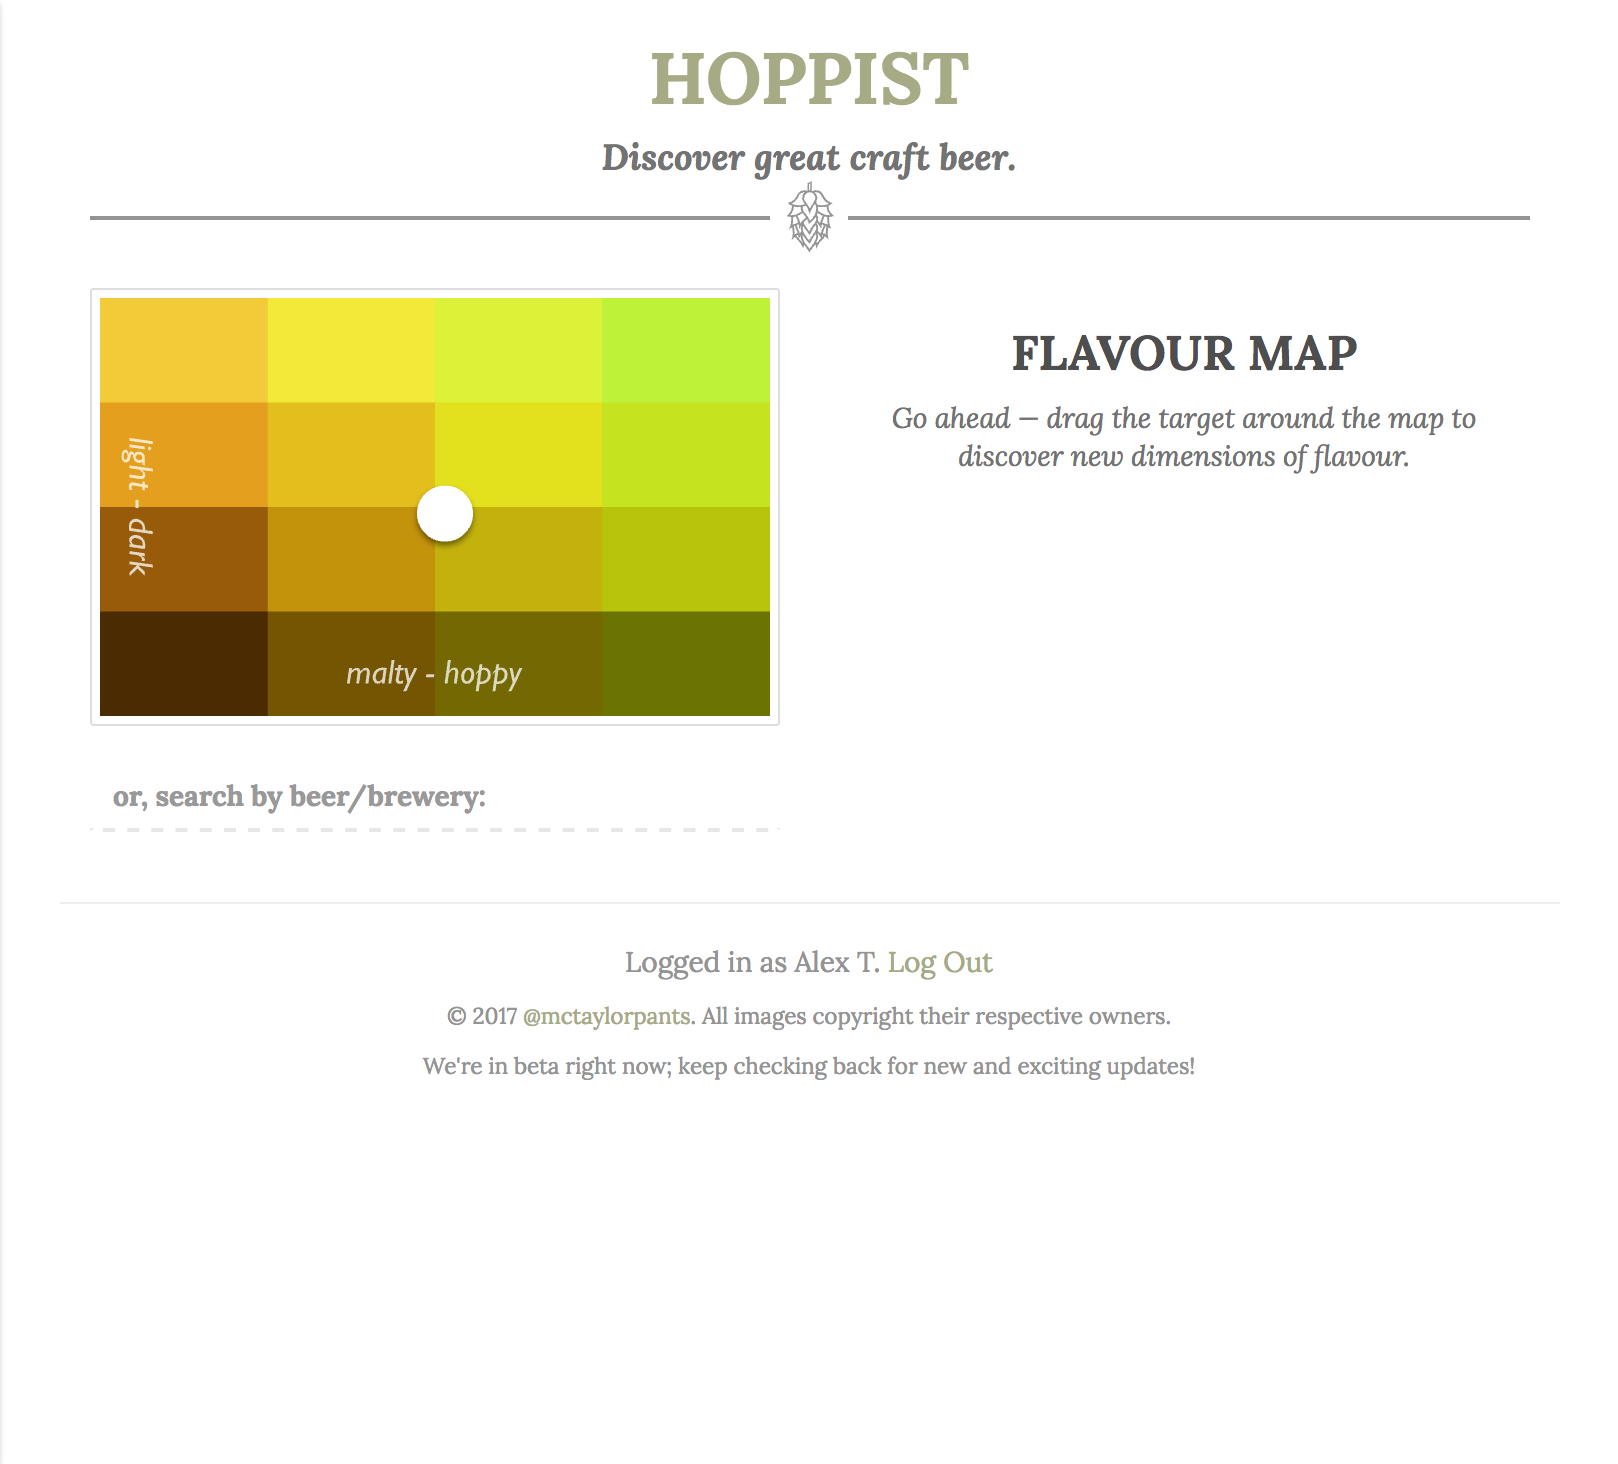 HOPPIST
Discover great craft beer.
light - dark
malty - hoppy
FLAVOUR MAP
Go ahead — drag the target around the map to
discover new dimensions of flavour.
or, search by beer/brewery:
Logged in as Alex T. Log Out
© 2017 @mctaylorpants. All images copyright their respective owners.
We're in beta right now; keep checking back for new and exciting updates!